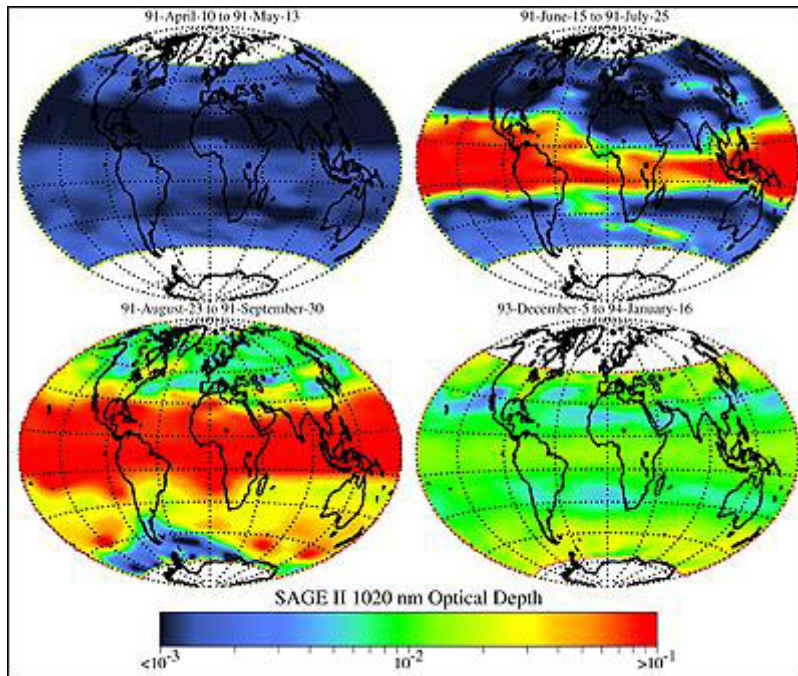 91-April-10 to 91-May-13
91-June-15 to 91-July-25
91-August-23 to 91-September-30
93-December-5 to 94-January-16
SAGE II 1020 nm Optical Depth
<10⁻³
10⁻²
>10⁻¹